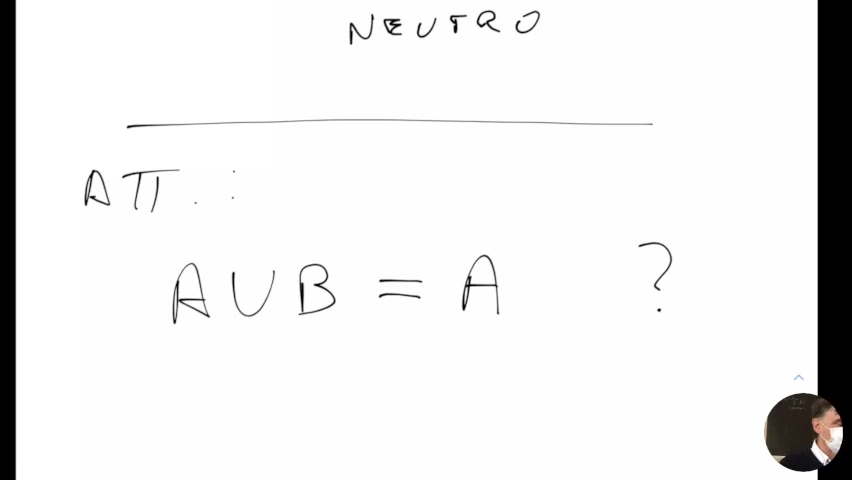 NEUTRO
ATT. :
A ∪ B = A ?